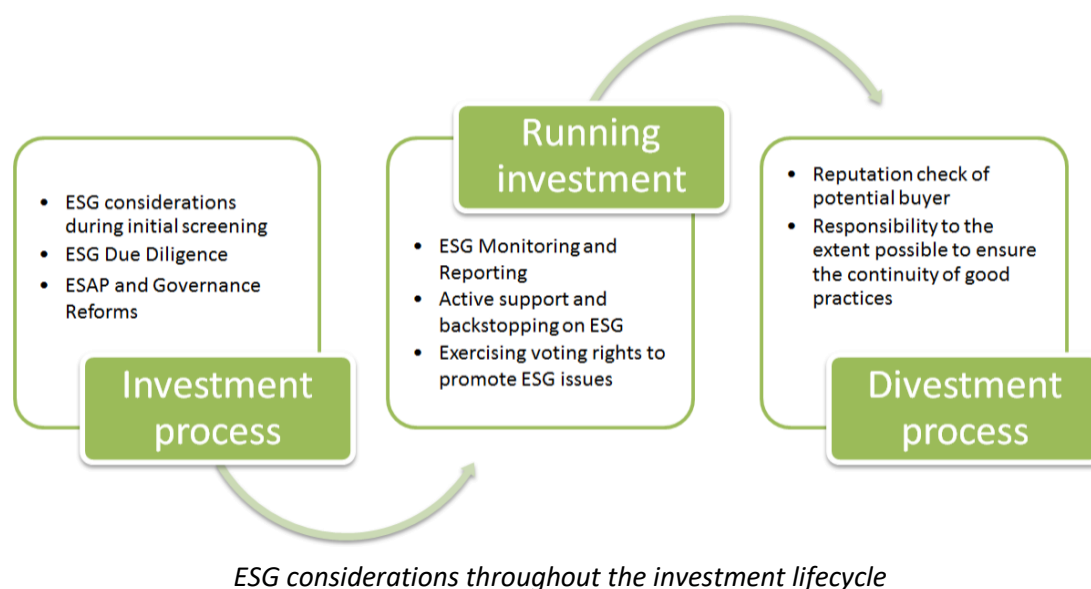 • ESG considerations
during initial screening
• ESG Due Diligence
• ESAP and Governance
Reforms
Investment
process
Running
investment
• ESG Monitoring and
Reporting
• Active support and
backstopping on ESG
• Exercising voting rights to
promote ESG issues
• Reputation check of
potential buyer
• Responsibility to the
extent possible to ensure
the continuity of good
practices
Divestment
process
ESG considerations throughout the investment lifecycle